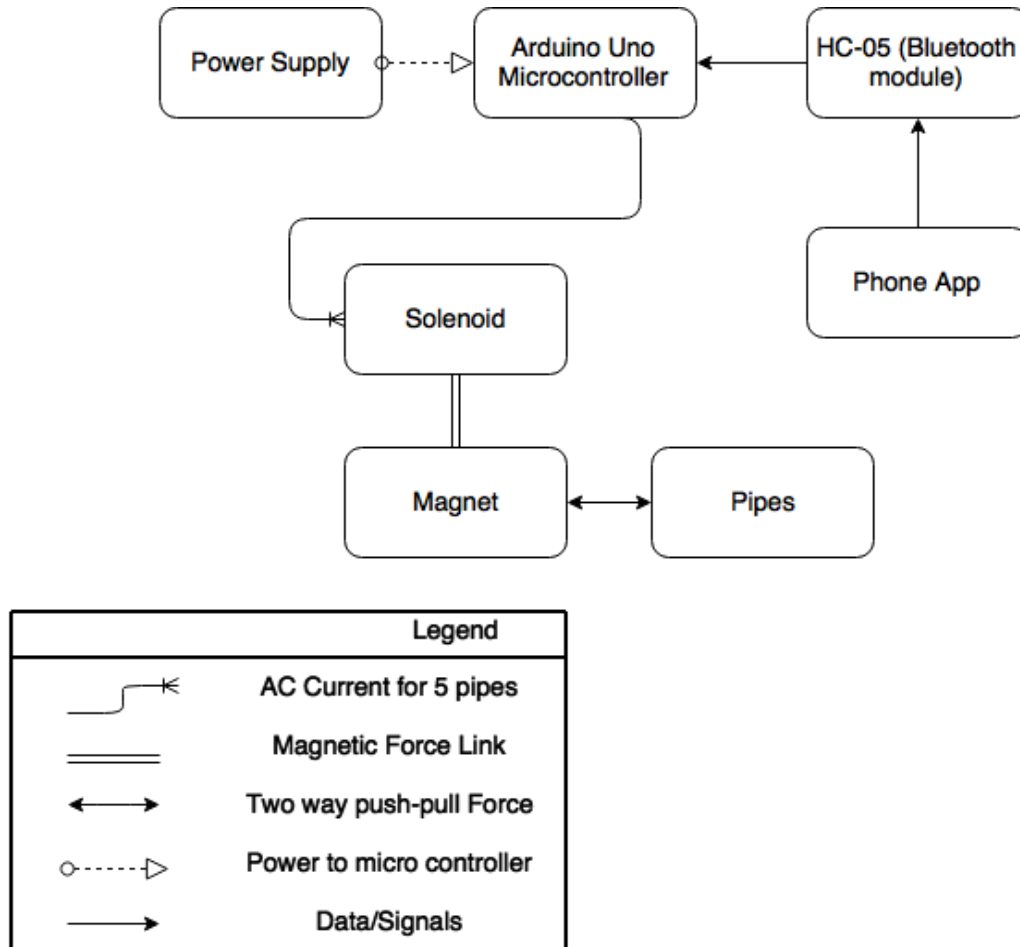 Power Supply
Arduino Uno
Microcontroller
HC-05 (Bluetooth
module)
Phone App
Solenoid
Magnet
Pipes
Legend
AC Current for 5 pipes
Magnetic Force Link
Two way push-pull Force
Power to micro controller
Data/Signals